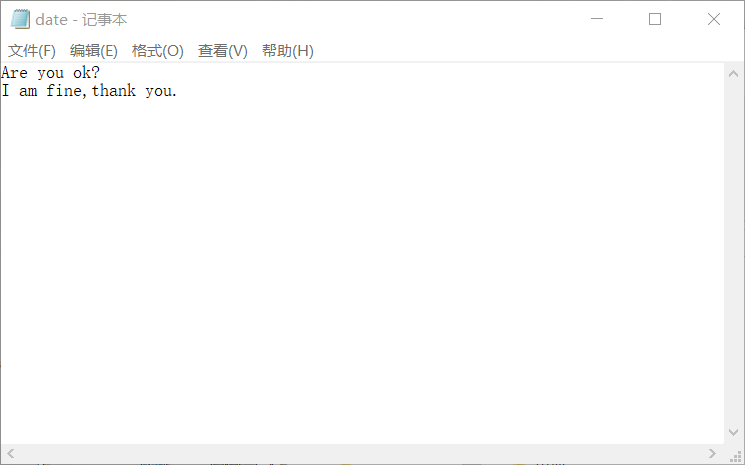 date - 记事本
文件(F) 编辑(E) 格式(O) 查看(V) 帮助(H)
Are you ok?
I am fine,thank you.